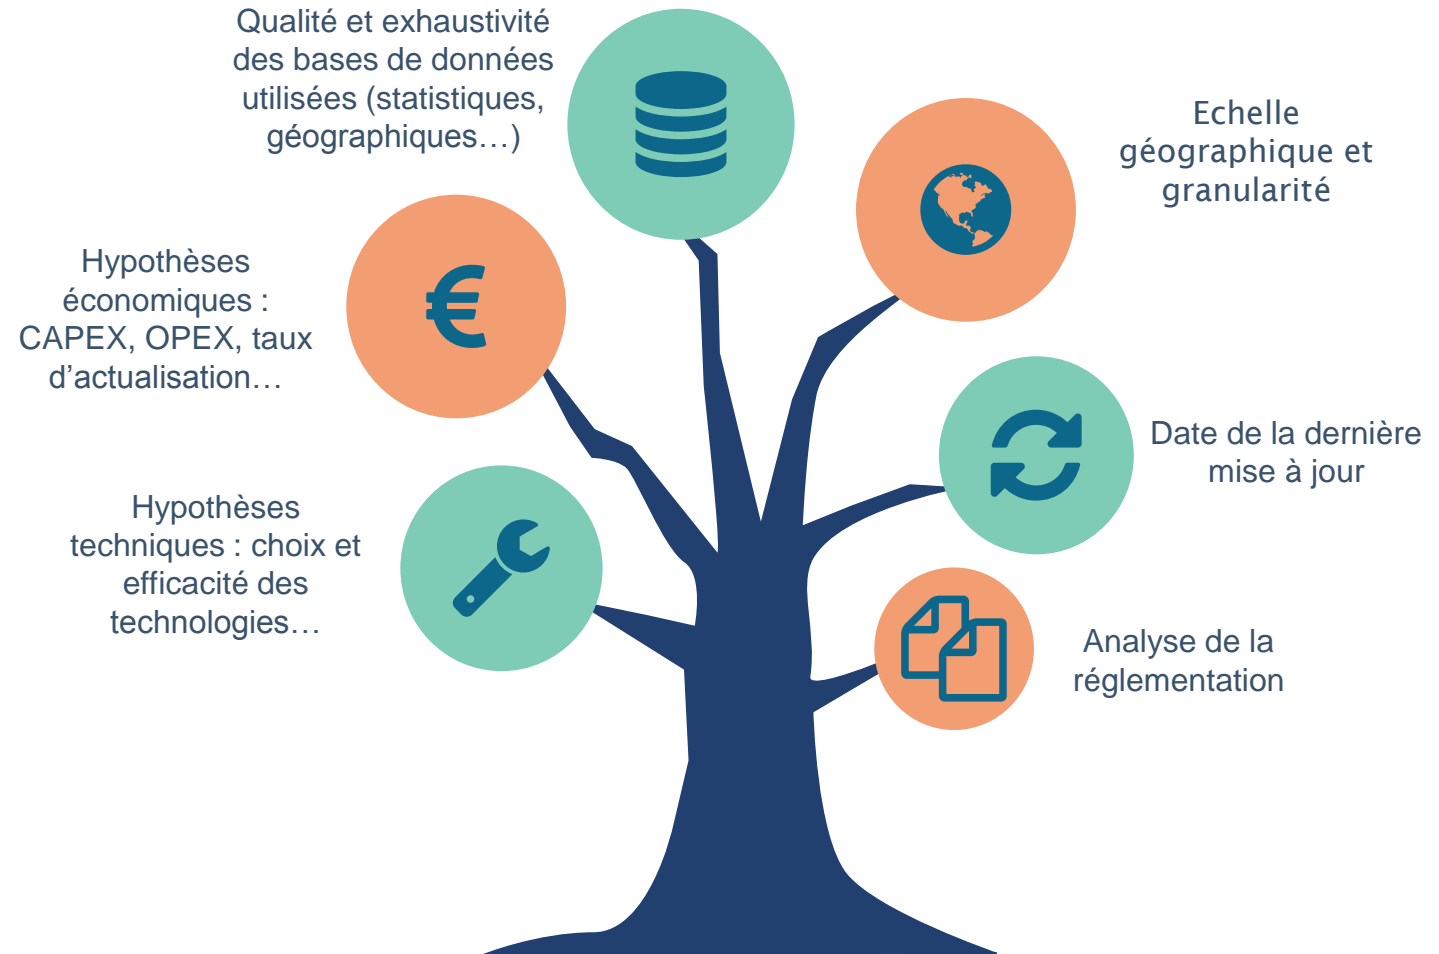 Qualité et exhaustivité
des bases de données
utilisées (statistiques,
géographiques…)
Echelle
géographique et
granularité
Hypothèses
économiques :
CAPEX, OPEX, taux
d’actualisation…
Date de la dernière
mise à jour
Hypothèses
techniques : choix et
efficacité des
technologies…
Analyse de la
réglementation